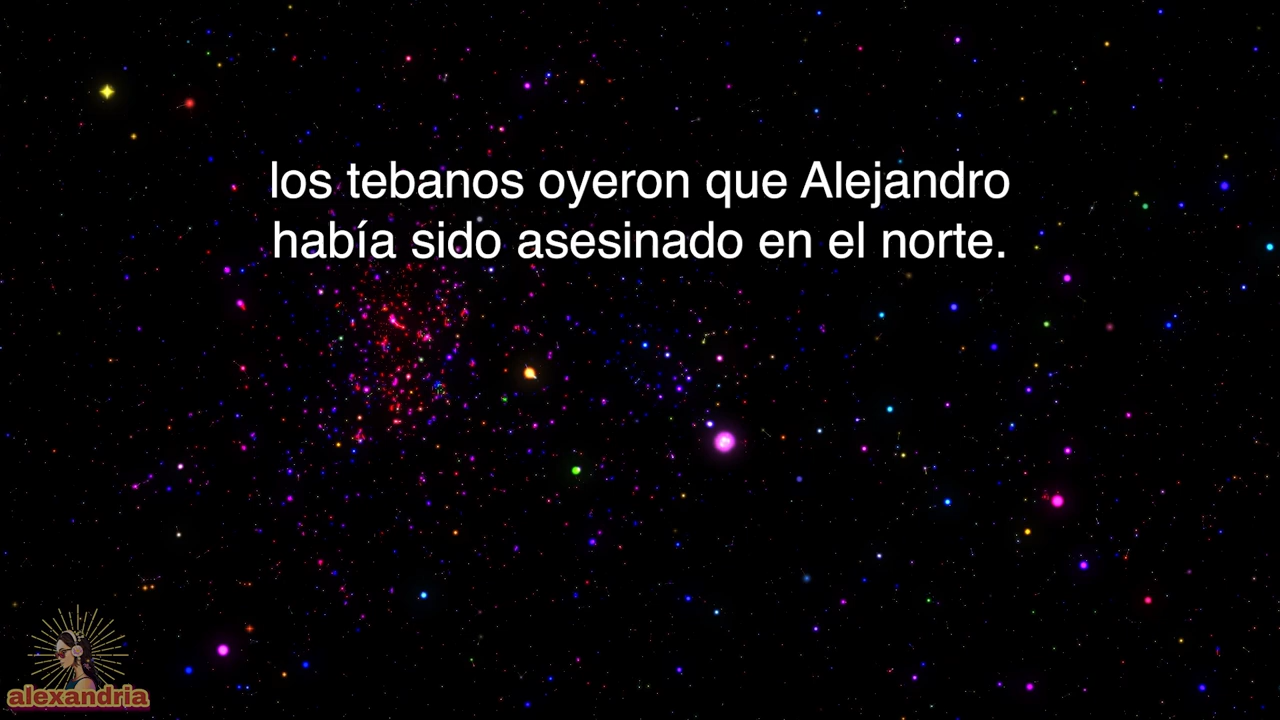 los tebanos oyeron que Alejandro
había sido asesinado en el norte.
alexandria